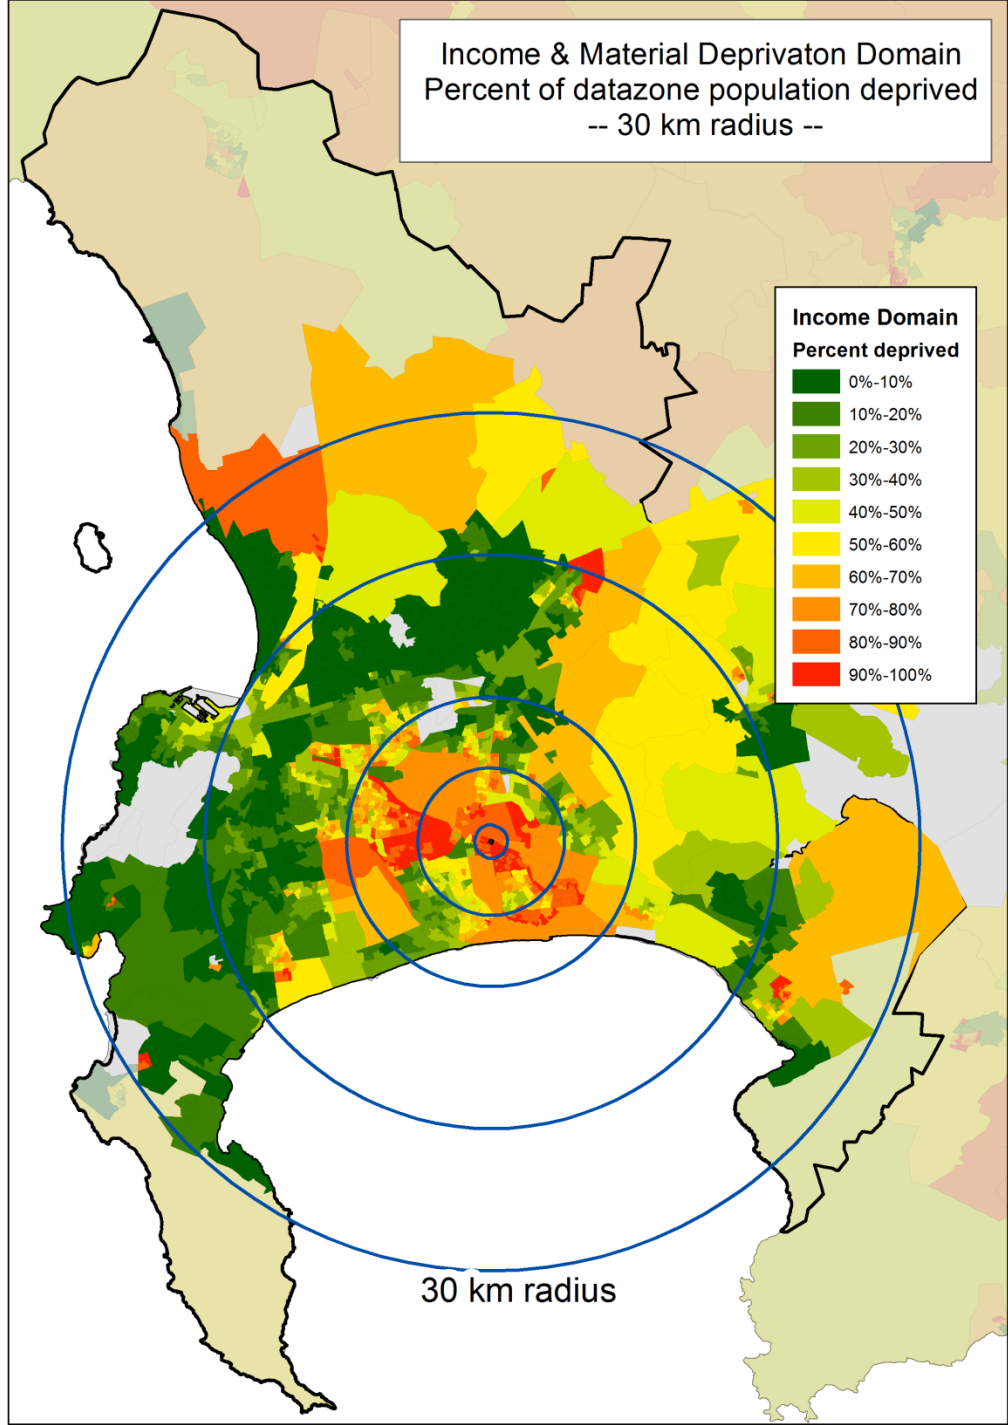 Income & Material Deprivaton Domain
Percent of datazone population deprived
-- 30 km radius --
Income Domain
Percent deprived
0%-10%
10%-20%
20%-30%
30%-40%
40%-50%
50%-60%
60%-70%
70%-80%
80%-90%
90%-100%
30 km radius